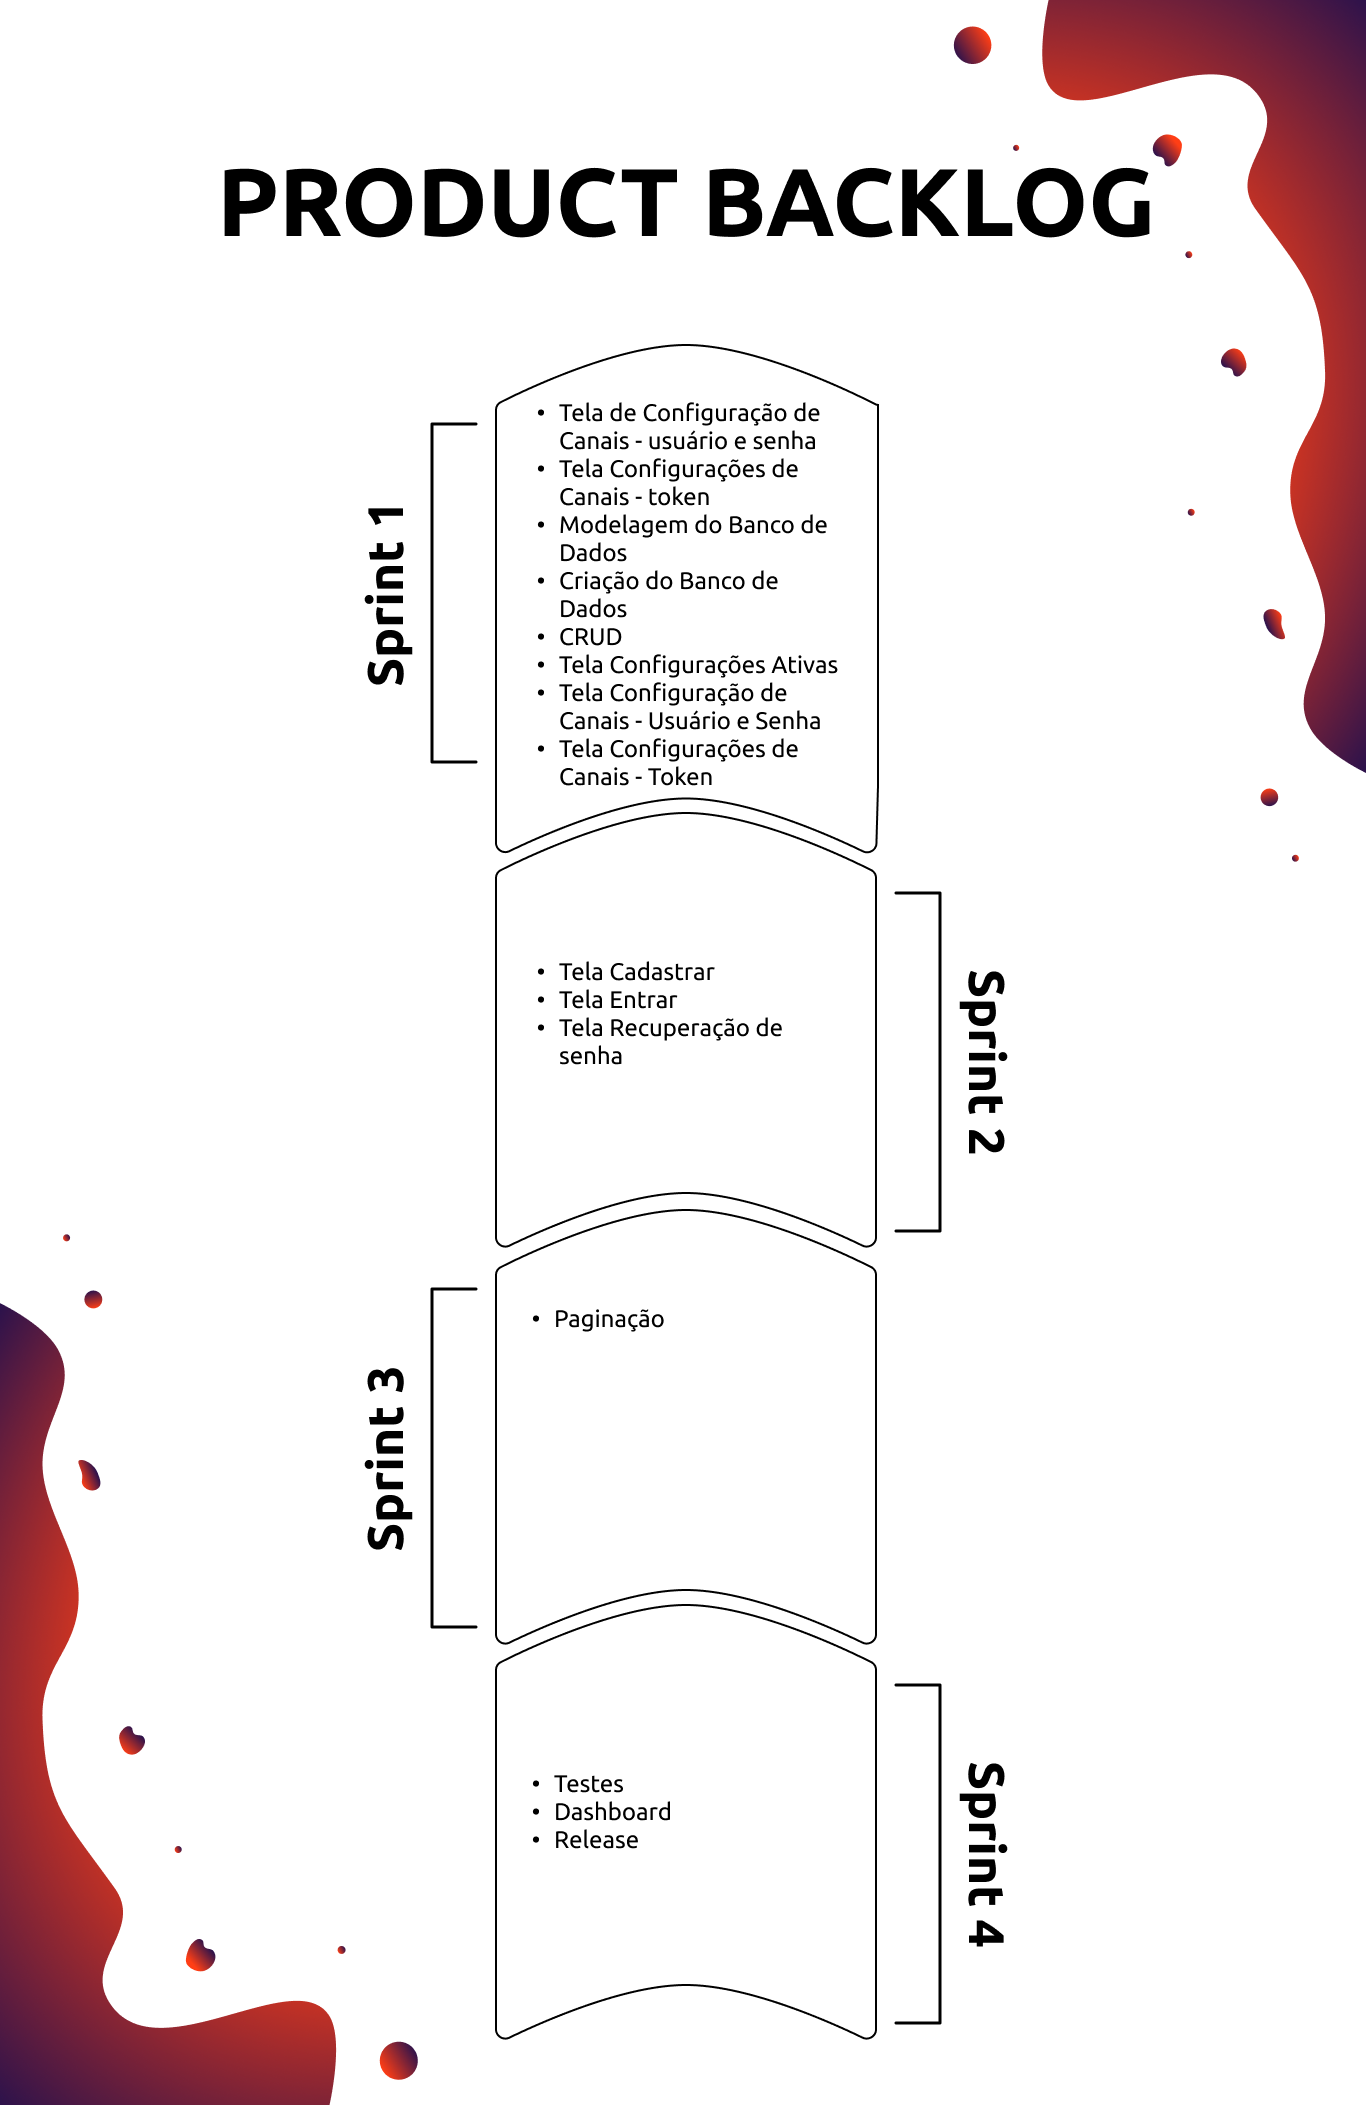 PRODUCT BACKLOG
Sprint 1
• Tela de Configuração de
Canais - usuário e senha
• Tela Configurações de
Canais - token
• Modelagem do Banco de
Dados
• Criação do Banco de
Dados
• CRUD
• Tela Configurações Ativas
• Tela Configuração de
Canais - Usuário e Senha
• Tela Configurações de
Canais - Token
Sprint 2
• Tela Cadastrar
• Tela Entrar
• Tela Recuperação de
senha
Sprint 3
• Paginação
Sprint 4
• Testes
• Dashboard
• Release